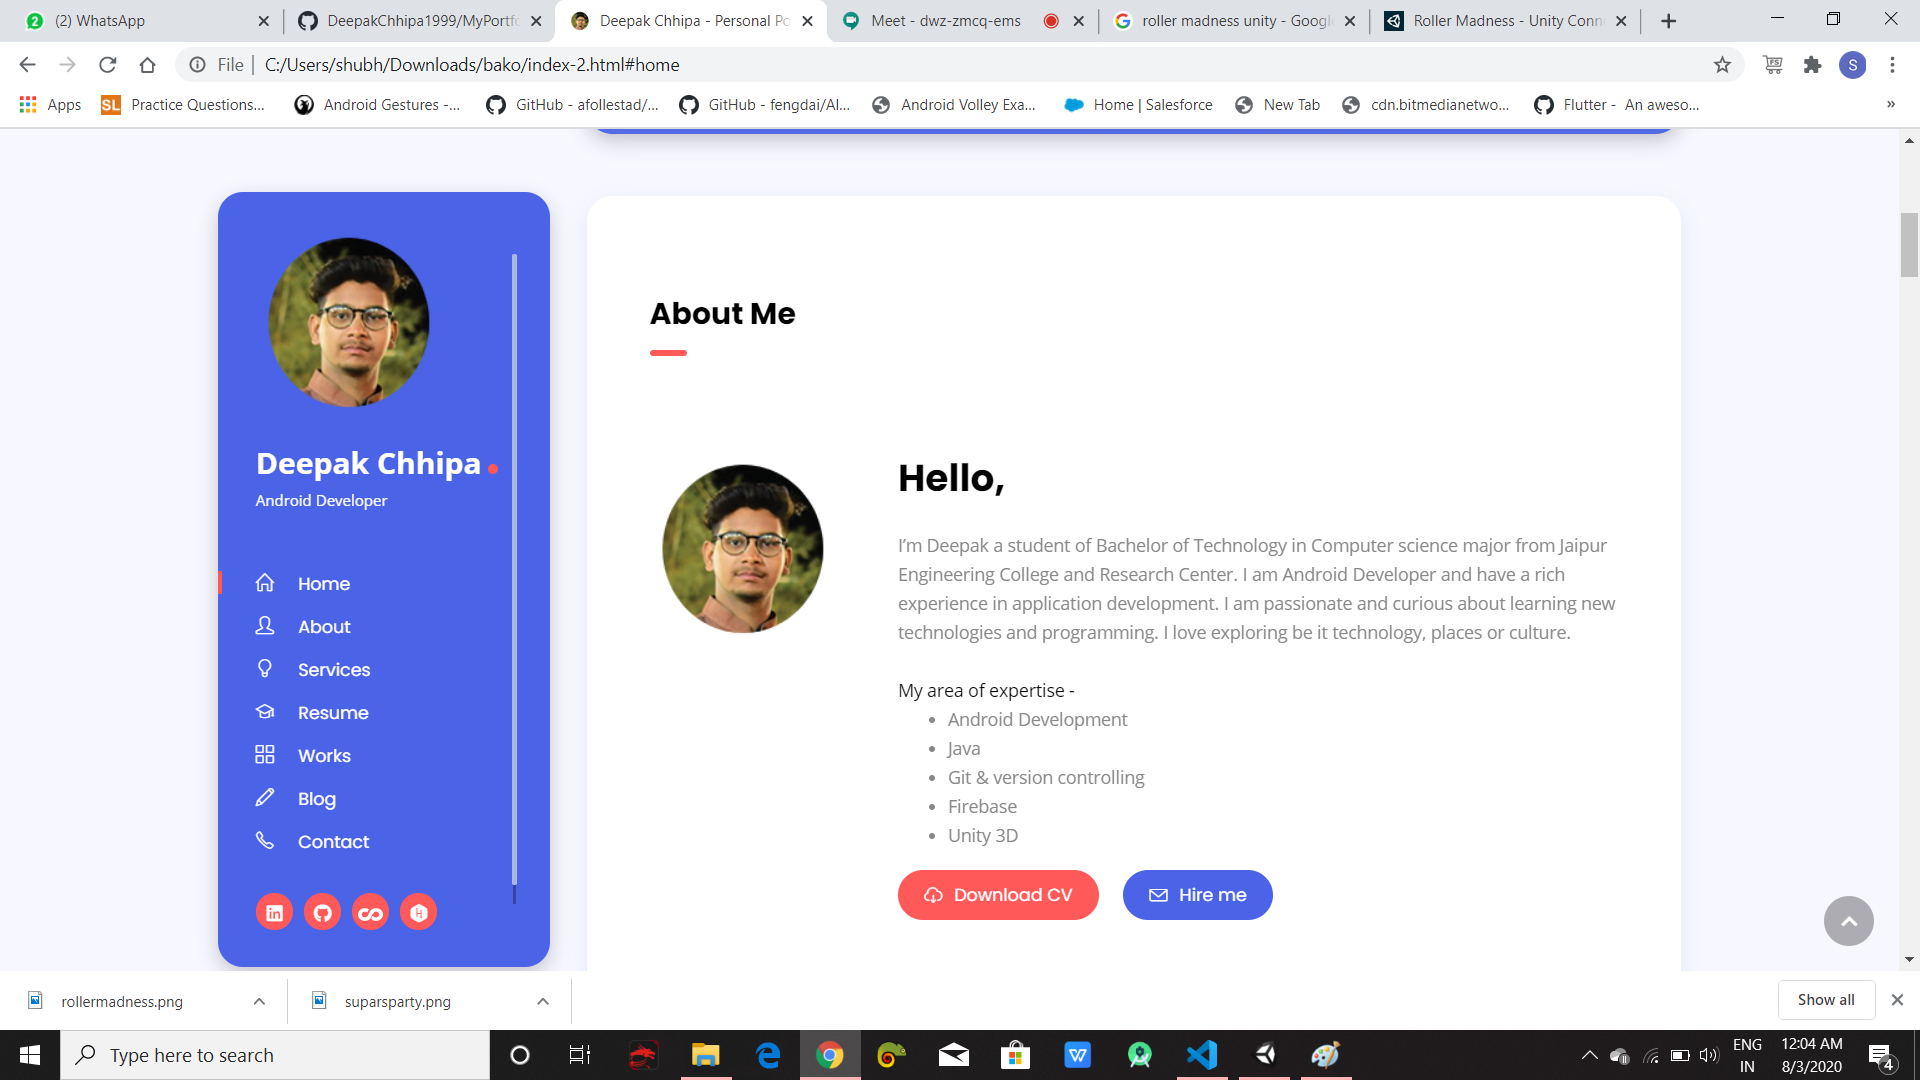 (2) WhatsApp
DeepakChhipa1999/MyPortfo
Deepak Chhipa - Personal Po
Meet - dwz-zmcq-ems
roller madness unity - Google
Roller Madness - Unity Conn
File
C:/Users/shubh/Downloads/bako/index-2.html#home
S
Apps
SL
Practice Questions...
Android Gestures -...
GitHub - afollestad/...
GitHub - fengdai/Al...
Android Volley Exa...
Home | Salesforce
New Tab
cdn.bitmedianetwo...
Flutter - An aweso...
»
Deepak Chhipa
Android Developer
Home
About
Services
Resume
Works
Blog
Contact
About Me
Hello,
I'm Deepak a student of Bachelor of Technology in Computer science major from Jaipur
Engineering College and Research Center. I am Android Developer and have a rich
experience in application development. I am passionate and curious about learning new
technologies and programming. I love exploring be it technology, places or culture.
My area of expertise -
• Android Development
• Java
• Git & version controlling
• Firebase
• Unity 3D
Download CV
Hire me
rollermadness.png
suparsparty.png
Show all
Type here to search
ENG
IN
12:04 AM
8/3/2020
4